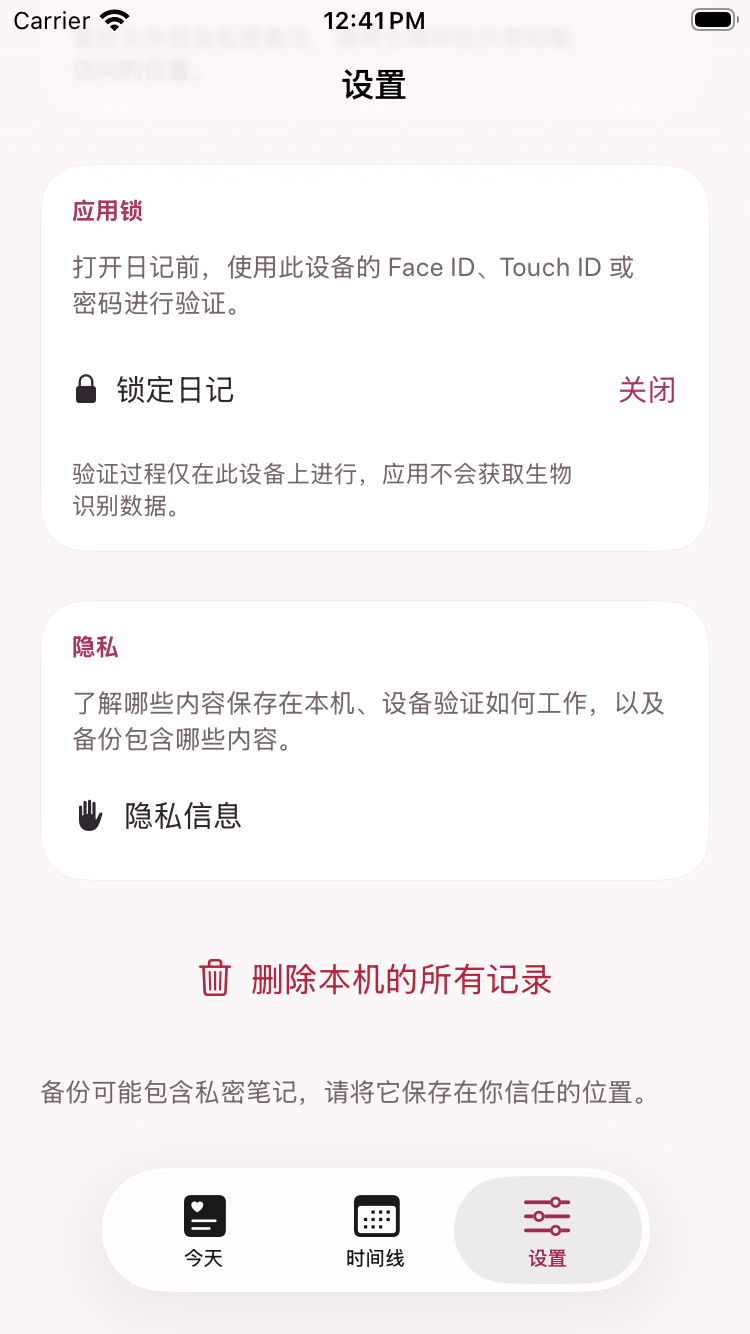 Carrier 12:41 PM
访问的位置。
设置
应用锁
打开日记前，使用此设备的 Face ID、Touch ID 或
密码进行验证。
锁定日记 关闭
验证过程仅在此设备上进行，应用不会获取生物
识别数据。
隐私
了解哪些内容保存在本机、设备验证如何工作，以及
备份包含哪些内容。
隐私信息
删除本机的所有记录
备份可能包含私密笔记，请将它保存在你信任的位置。
今天 时间线 设置